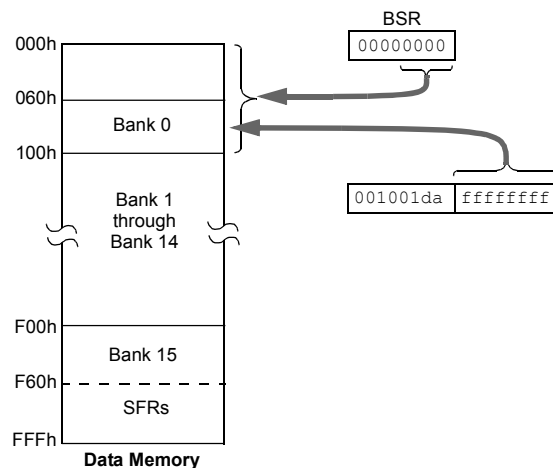 BSR
000h
00000000
060h
Bank 0
100h
001001da ffffffff
Bank 1
through
Bank 14
F00h
Bank 15
F60h
SFRs
FFFh
Data Memory